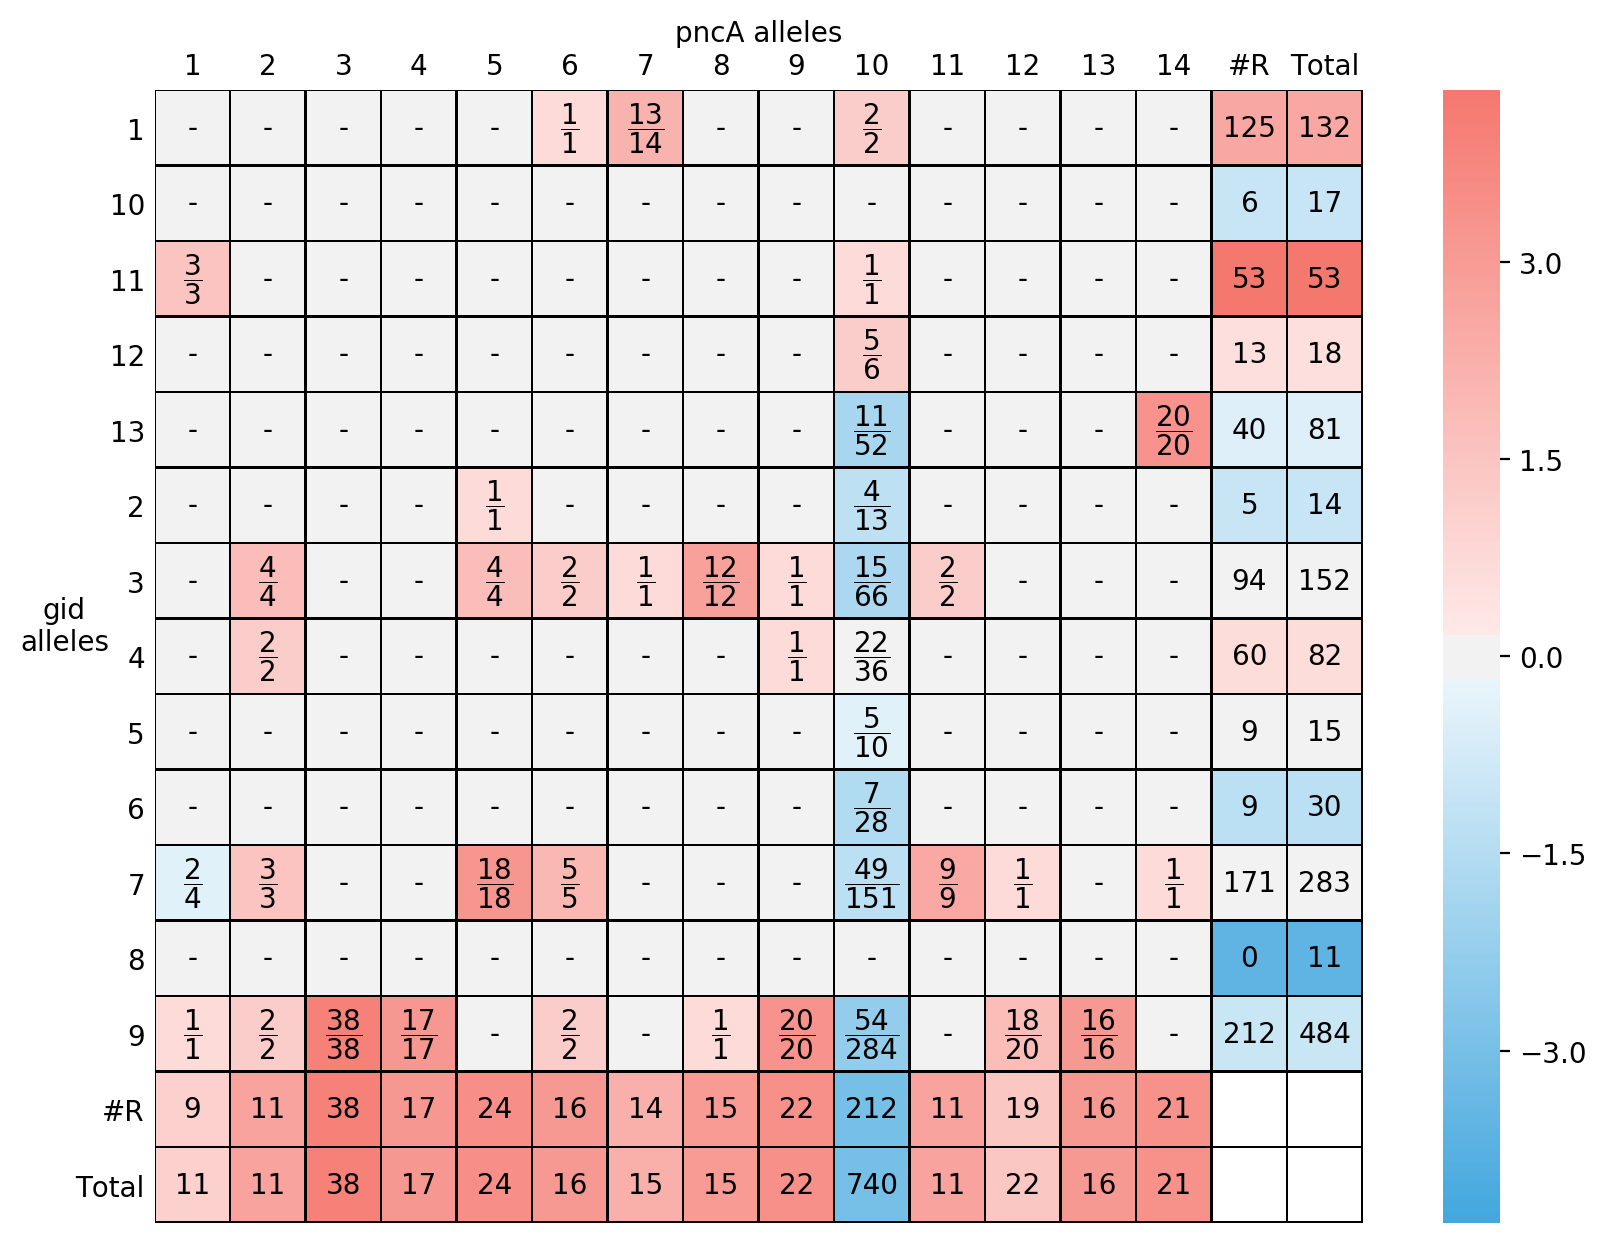 pncA alleles
1 2 3 4 5 6 7 8 9 10 11 12 13 14 #R Total
1 - - - - - 1/1 13/14 - - 2/2 - - - - 125 132
10 - - - - - - - - - - - - - - 6 17
11 3/3 - - - - - - - - 1/1 - - - - 53 53
3.0
12 - - - - - - - - - 5/6 - - - - 13 18
13 - - - - - - - - - 11/52 - - - 20/20 40 81
1.5
2 - - - - 1/1 - - - - 4/13 - - - - 5 14
3 - 4/4 - - 4/4 2/2 1/1 12/12 1/1 15/66 2/2 - - - 94 152
gid
alleles
4 - 2/2 - - - - - - 1/1 22/36 - - - - 60 82
0.0
5 - - - - - - - - - 5/10 - - - - 9 15
6 - - - - - - - - - 7/28 - - - - 9 30
−1.5
7 2/4 3/3 - - 18/18 5/5 - - - 49/151 9/9 1/1 - 1/1 171 283
8 - - - - - - - - - - - - - - 0 11
9 1/1 2/2 38/38 17/17 - 2/2 - 1/1 20/20 54/284 - 18/20 16/16 - 212 484
−3.0
#R 9 11 38 17 24 16 14 15 22 212 11 19 16 21
Total 11 11 38 17 24 16 15 15 22 740 11 22 16 21